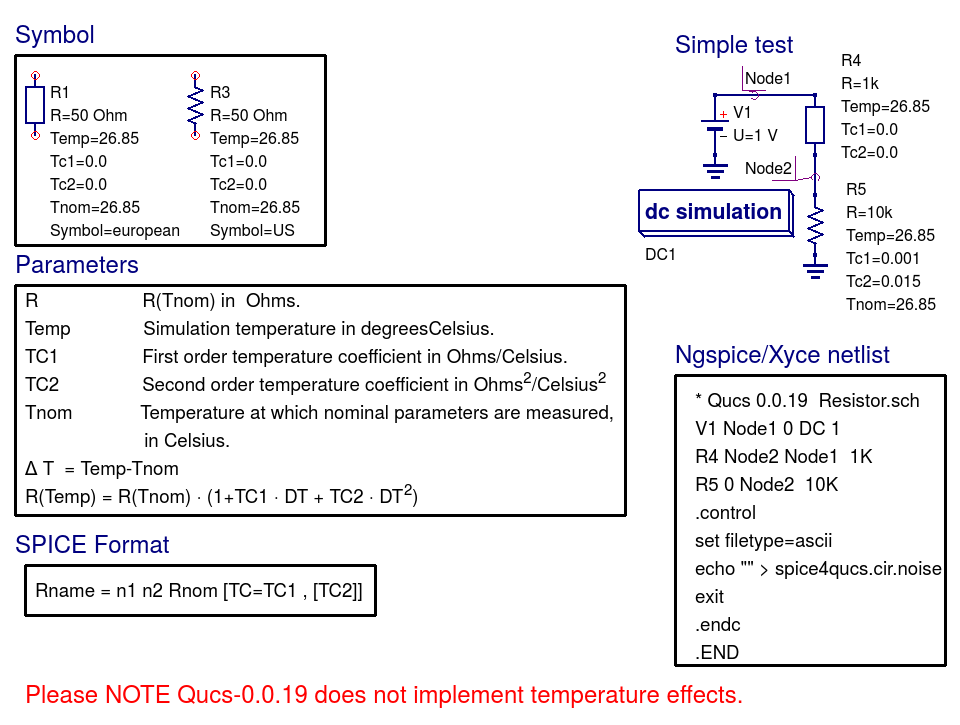 Symbol
R1
R=50 Ohm
Temp=26.85
Tc1=0.0
Tc2=0.0
Tnom=26.85
Symbol=european
R3
R=50 Ohm
Temp=26.85
Tc1=0.0
Tc2=0.0
Tnom=26.85
Symbol=US
Parameters
R R(Tnom) in Ohms.
Temp Simulation temperature in degreesCelsius.
TC1 First order temperature coefficient in Ohms/Celsius.
TC2 Second order temperature coefficient in Ohms²/Celsius²
Tnom Temperature at which nominal parameters are measured,
in Celsius.
Δ T = Temp-Tnom
R(Temp) = R(Tnom) · (1+TC1 · DT + TC2 · DT²)
SPICE Format
Rname = n1 n2 Rnom [TC=TC1 , [TC2]]
Simple test
Node1
+ V1
− U=1 V
Node2
R4
R=1k
Temp=26.85
Tc1=0.0
Tc2=0.0
R5
R=10k
Temp=26.85
Tc1=0.001
Tc2=0.015
Tnom=26.85
dc simulation
DC1
Ngspice/Xyce netlist
* Qucs 0.0.19 Resistor.sch
V1 Node1 0 DC 1
R4 Node2 Node1 1K
R5 0 Node2 10K
.control
set filetype=ascii
echo "" > spice4qucs.cir.noise
exit
.endc
.END
Please NOTE Qucs-0.0.19 does not implement temperature effects.